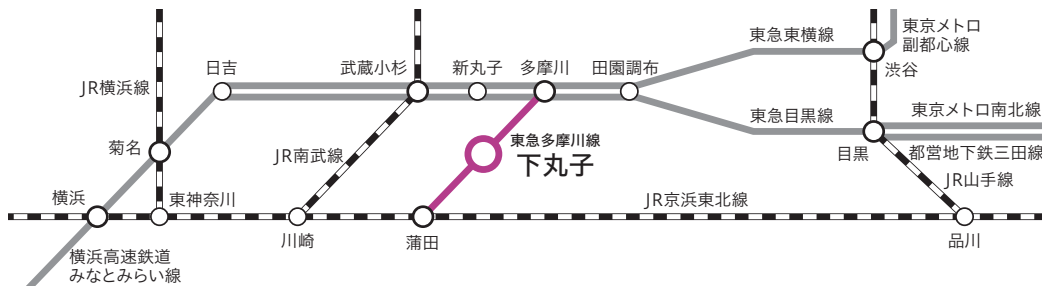 東急東横線
東京メトロ
副都心線
日吉
武蔵小杉
新丸子
多摩川
田園調布
渋谷
JR横浜線
東急目黒線
東京メトロ南北線
菊名
JR南武線
東急多摩川線
下丸子
目黒
都営地下鉄三田線
JR山手線
横浜
東神奈川
JR京浜東北線
川崎
蒲田
品川
横浜高速鉄道
みなとみらい線